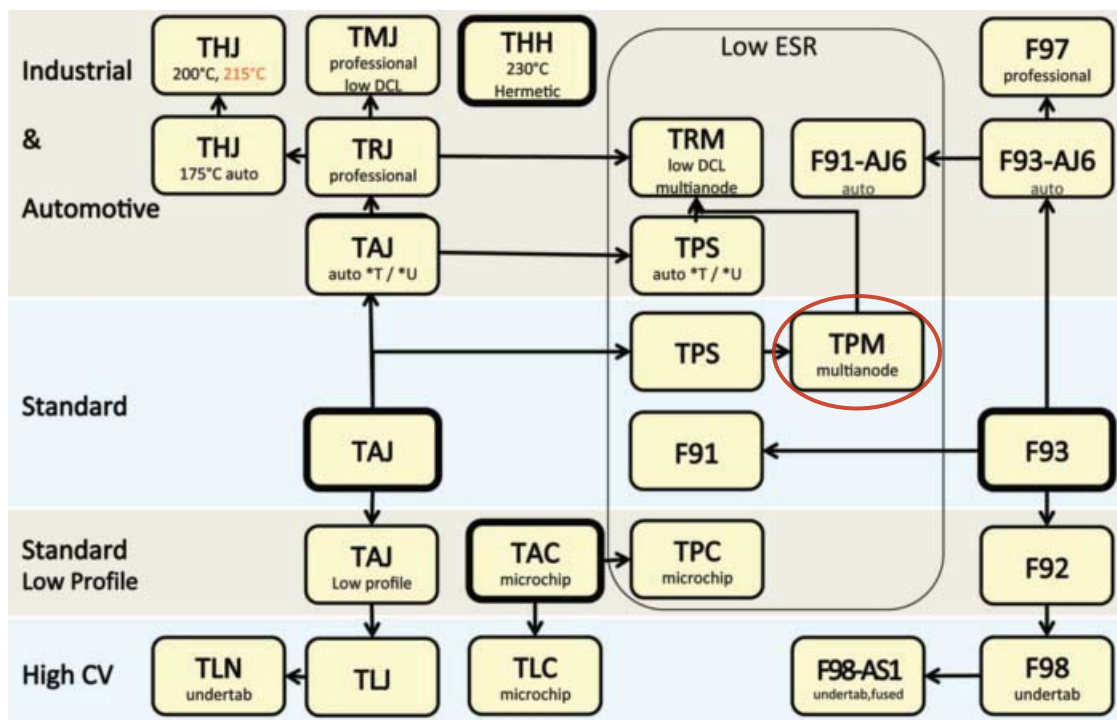 Industrial
&
Automotive
THJ
200°C, 215°C
TMJ
professional
low DCL
THH
230°C
Hermetic
Low ESR
F97
professional
THJ
175°C auto
TRJ
professional
TRM
low DCL
multianode
F91-AJ6
auto
F93-AJ6
auto
TAJ
auto *T / *U
TPS
auto *T / *U
Standard
TPS
TPM
multianode
TAJ
F91
F93
Standard
Low Profile
TAJ
Low profile
TAC
microchip
TPC
microchip
F92
High CV
TLN
undertab
TLJ
TLC
microchip
F98-AS1
undertab,fused
F98
undertab